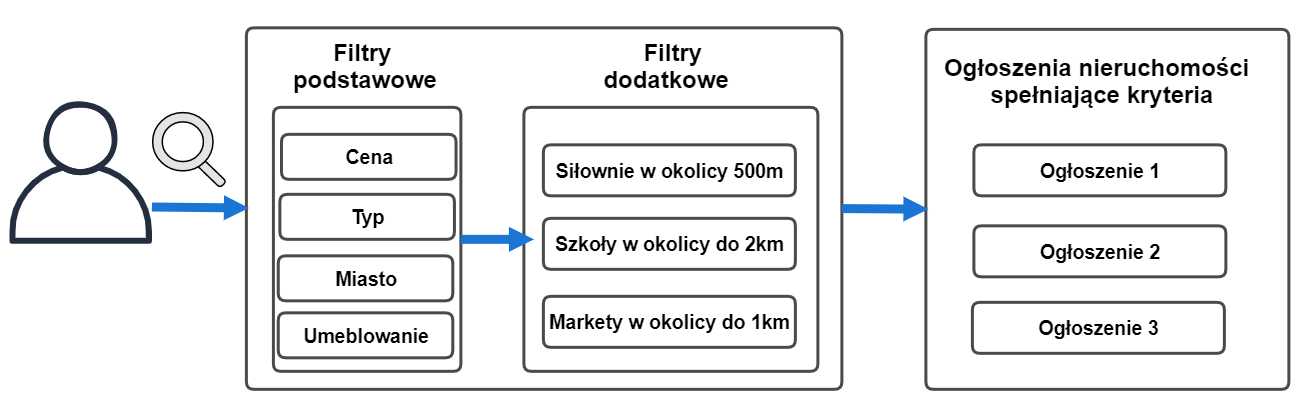 Filtry
podstawowe
Cena
Typ
Miasto
Umeblowanie
Filtry
dodatkowe
Siłownie w okolicy 500m
Szkoły w okolicy do 2km
Markety w okolicy do 1km
Ogłoszenia nieruchomości
spełniające kryteria
Ogłoszenie 1
Ogłoszenie 2
Ogłoszenie 3